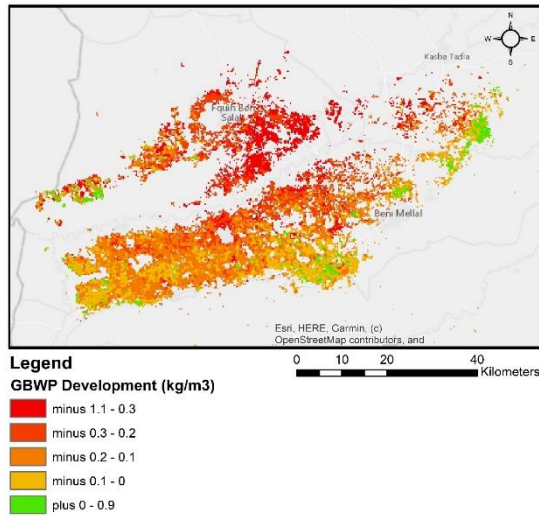 N
W E
S
Kasba Tadla
Fquih Ben
Salah
Beni Mellal
Esri, HERE, Garmin, (c)
OpenStreetMap contributors, and
Legend
0 20 40
Kilometers
GBWP Development (kg/m3)
minus 1.1 - 0.3
minus 0.3 - 0.2
minus 0.2 - 0.1
minus 0.1 - 0
plus 0 - 0.9